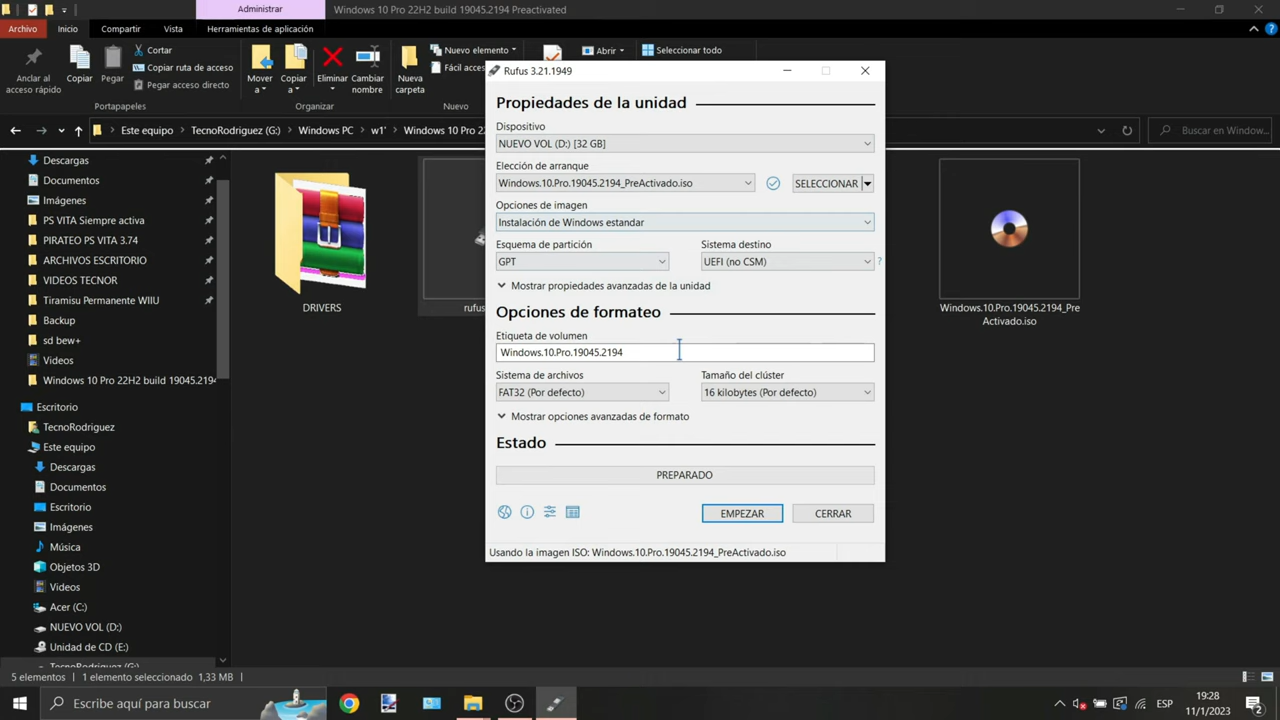 Administrar
Windows 10 Pro 22H2 build 19045.2194 Preactivated
Archivo
Inicio
Compartir
Vista
Herramientas de aplicación
Anclar al
acceso rápido
Copiar
Pegar
Cortar
Copiar ruta de acceso
Pegar acceso directo
Portapapeles
Mover
a
Copiar
a
Eliminar
Cambiar
nombre
Organizar
Nueva
carpeta
Nuevo elemento
Fácil acces
Nuevo
Abrir
Seleccionar todo
Este equipo
TecnoRodriguez (G:)
Windows PC
w1'
Windows 10 Pro 22
Buscar en Window...
Descargas
Documentos
Imágenes
PS VITA Siempre activa
PIRATEO PS VITA 3.74
ARCHIVOS ESCRITORIO
VIDEOS TECNOR
Tiramisu Permanente WIIU
Backup
sd bew+
Videos
Windows 10 Pro 22H2 build 19045.2194
Escritorio
TecnoRodriguez
Este equipo
Descargas
Documentos
Escritorio
Imágenes
Música
Objetos 3D
Videos
Acer (C:)
NUEVO VOL (D:)
Unidad de CD (E:)
TecnoRodriguez (G:)
DRIVERS
rufus
Windows.10.Pro.19045.2194_Pre
Activado.iso
Rufus 3.21.1949
Propiedades de la unidad
Dispositivo
NUEVO VOL (D:) [32 GB]
Elección de arranque
Windows.10.Pro.19045.2194_PreActivado.iso
SELECCIONAR
Opciones de imagen
Instalación de Windows estandar
Esquema de partición
Sistema destino
GPT
UEFI (no CSM)
?
Mostrar propiedades avanzadas de la unidad
Opciones de formateo
Etiqueta de volumen
Windows.10.Pro.19045.2194
Sistema de archivos
Tamaño del clúster
FAT32 (Por defecto)
16 kilobytes (Por defecto)
Mostrar opciones avanzadas de formato
Estado
PREPARADO
EMPEZAR
CERRAR
Usando la imagen ISO: Windows.10.Pro.19045.2194_PreActivado.iso
5 elementos
1 elemento seleccionado 1,33 MB
Escribe aquí para buscar
ESP
19:28
11/1/2023
2